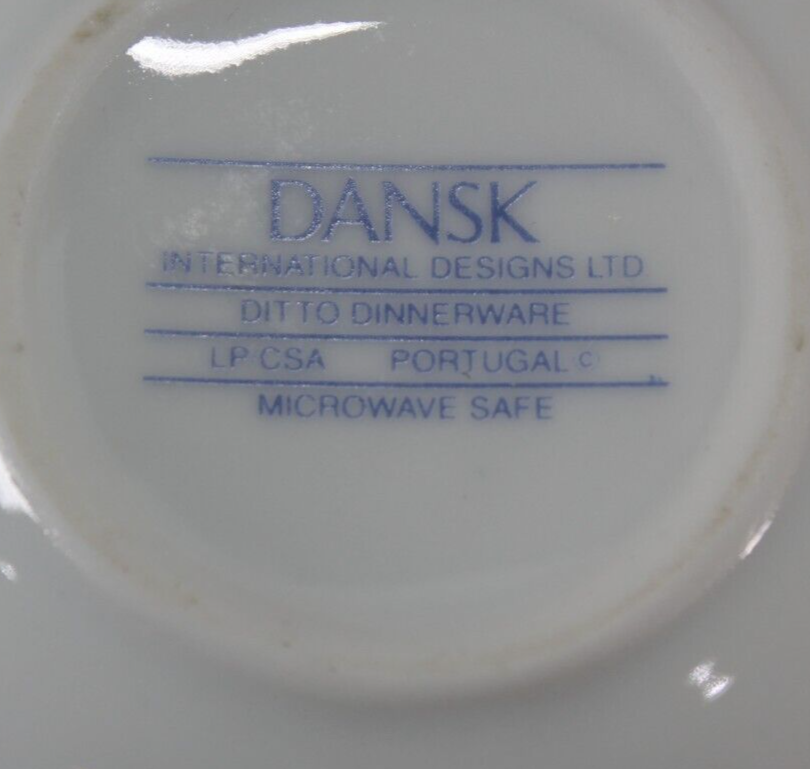 DANSK
INTERNATIONAL DESIGNS LTD
DITTO DINNERWARE
LP CSA PORTUGAL ©
MICROWAVE SAFE